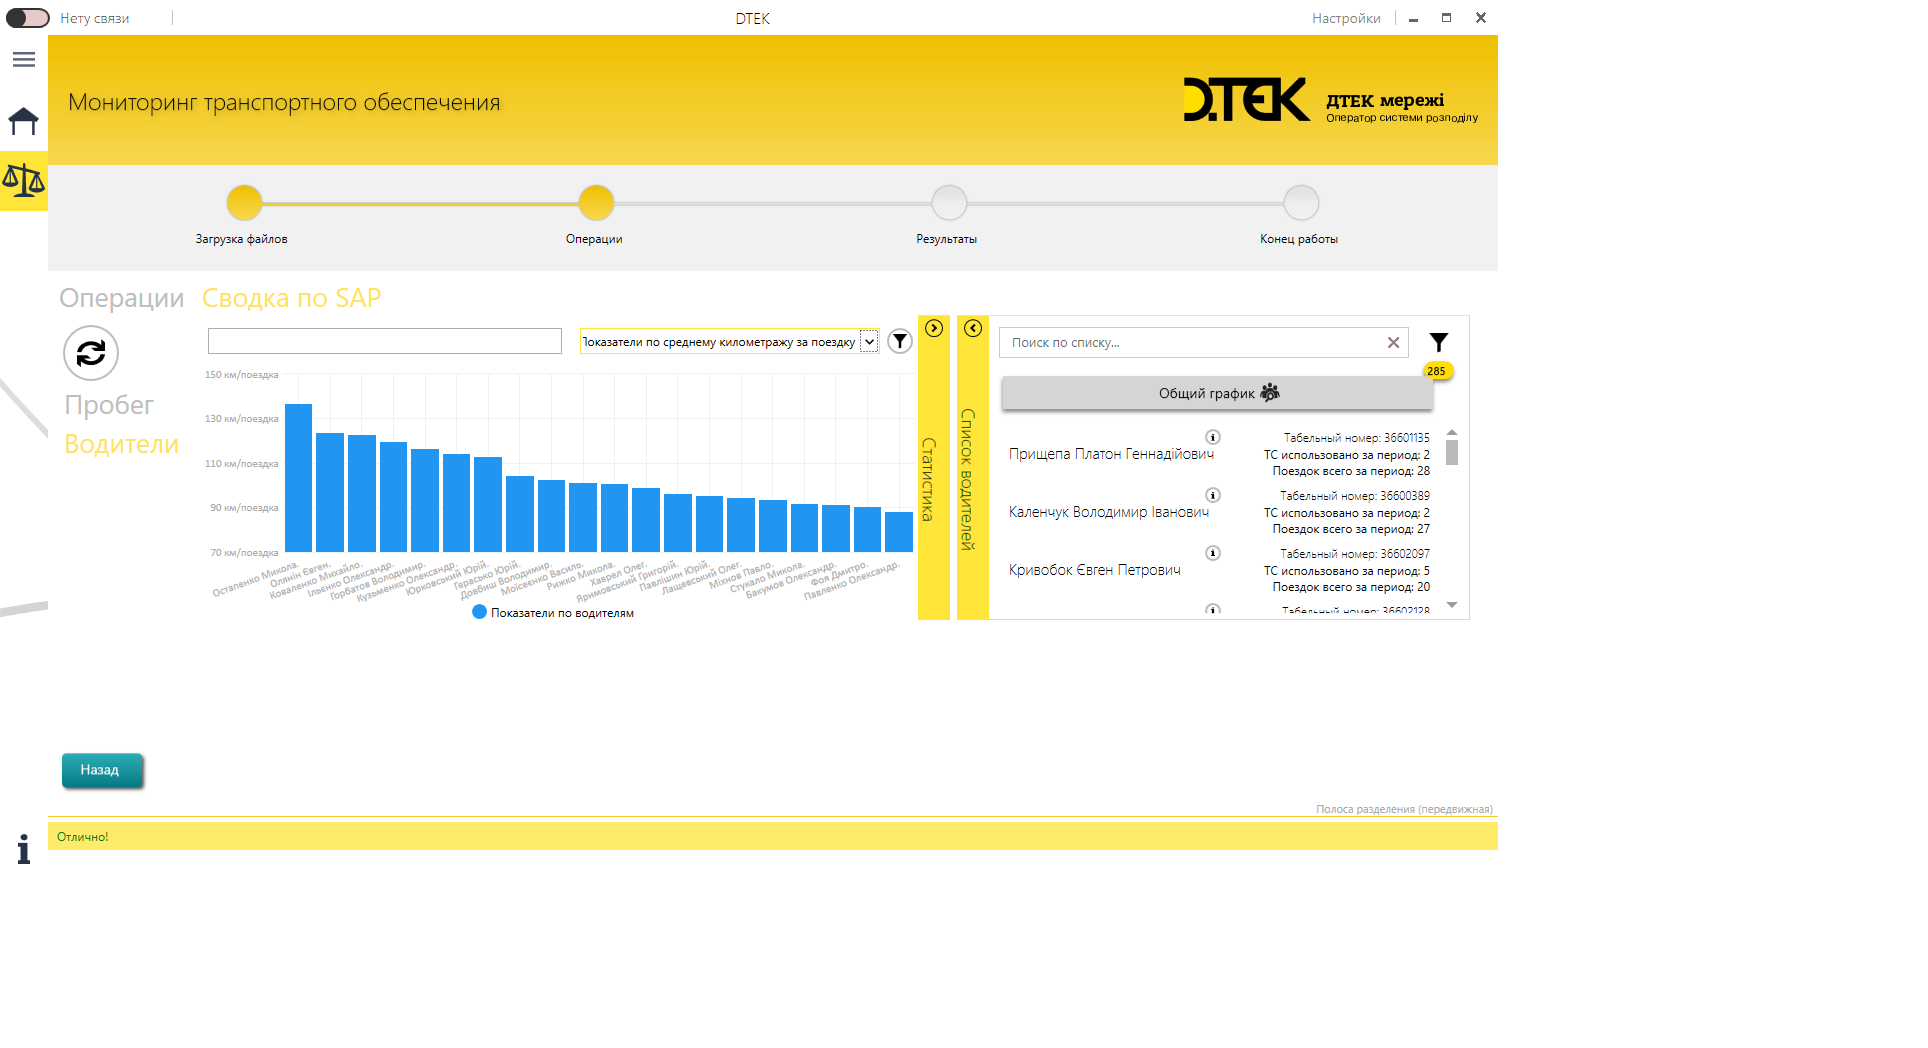 Нету связи
DTEK
Настройки
Мониторинг транспортного обеспечения
D.TEK
ДТЕК мережі
Оператор системи розподілу
Загрузка файлов
Операции
Результаты
Конец работы
Операции
Сводка по SAP
Показатели по среднему километражу за поездку
Поиск по списку...
285
Общий график
Пробег
Водители
150 км/поездка
130 км/поездка
110 км/поездка
90 км/поездка
70 км/поездка
Остапенко Микола.
Олянін Євген.
Коваленко Михайло.
Ільєнко Олександр.
Горбатов Володимир.
Кузьменко Олександр.
Юрковський Юрій.
Герасько Юрій.
Довбиш Володимир.
Моісеєнко Василь.
Рижко Микола.
Хаврел Олег.
Яримовський Григорій.
Павлішин Юрій.
Лащевський Олег.
Міхнов Павло.
Стукало Микола.
Бакумов Олександр.
Фоя Дмитро.
Павленко Олександр.
Показатели по водителям
Статистика
Список водителей
Прищепа Платон Геннадійович
Табельный номер: 36601135
ТС использовано за период: 2
Поездок всего за период: 28
Каленчук Володимир Іванович
Табельный номер: 36600389
ТС использовано за период: 2
Поездок всего за период: 27
Кривобок Євген Петрович
Табельный номер: 36602097
ТС использовано за период: 5
Поездок всего за период: 20
Табельный номер: 36602128
Назад
Полоса разделения (передвижная)
Отлично!